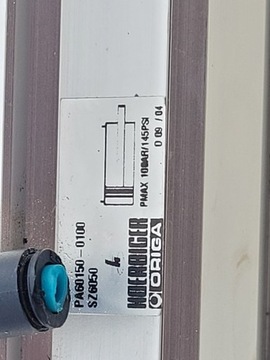 PA60150-0100
SZ6050
HOERBIGER
ORIGA
PMAX 10BAR/145PSI
0 09 / 04